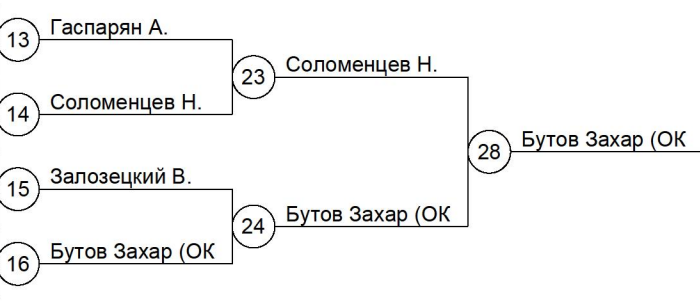 Гаспарян А.
13
Соломенцев Н.
23
Соломенцев Н.
14
Бутов Захар (ОК
28
Залозецкий В.
15
Бутов Захар (ОК
24
Бутов Захар (ОК
16